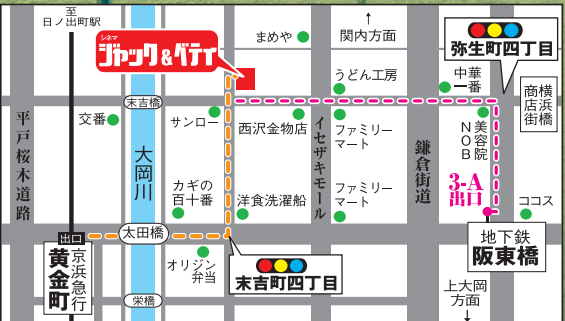 至
日ノ出町駅
シネマ
ジャック&ベティ
まめや
↑
関内方面
弥生町四丁目
うどん工房
中華
一番
横浜橋
商店街
末吉橋
交番
サンロー
西沢金物店
ファミリー
マート
美容院
NOB
平戸桜木道路
大岡川
イセザキモール
鎌倉街道
カギの
百十番
洋食洗濯船
ファミリー
マート
3-A
出口
ココス
太田橋
出口
京浜急行
黄金町
オリジン
弁当
末吉町四丁目
地下鉄
阪東橋
栄橋
上大岡
方面
↓